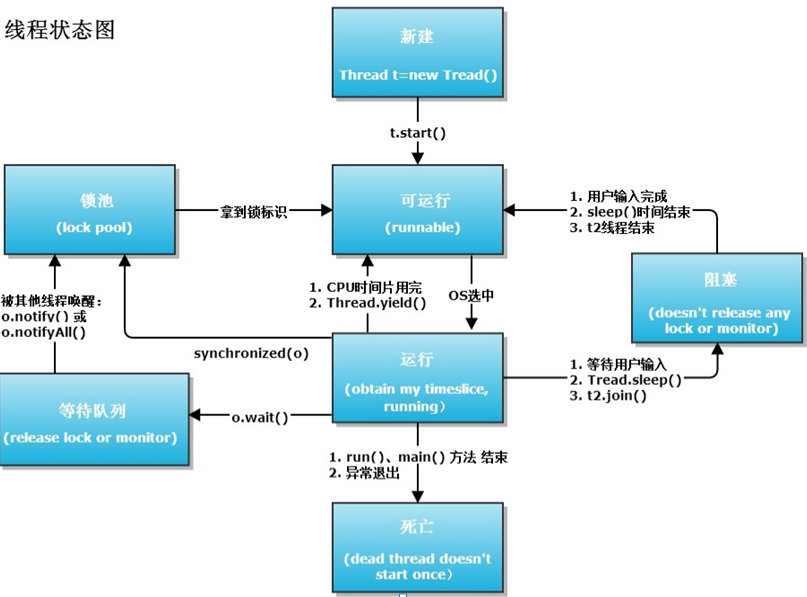 线程状态图
新建
Thread t=new Tread()
t.start()
锁池
(lock pool)
拿到锁标识
可运行
(runnable)
1. 用户输入完成
2. sleep()时间结束
3. t2线程结束
阻塞
(doesn't release any
lock or monitor)
被其他线程唤醒：
o.notify() 或
o.notifyAll()
1. CPU时间片用完
2. Thread.yield()
OS选中
synchronized(o)
运行
(obtain my timeslice,
running）
1. 等待用户输入
2. Tread.sleep()
3. t2.join()
等待队列
(release lock or monitor)
o.wait()
1. run()、main() 方法 结束
2. 异常退出
死亡
(dead thread doesn't
start once）